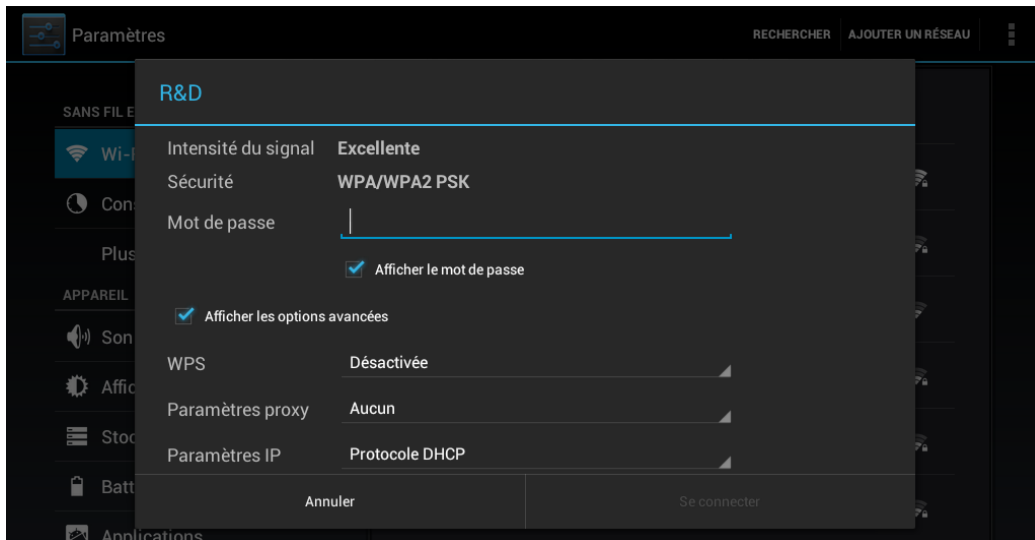 Paramètres
RECHERCHER
AJOUTER UN RÉSEAU
SANS FIL E
Wi-F
Con
Plus
APPAREIL
Son
Affic
Stoc
Batt
Applications
R&D
Intensité du signal Excellente
Sécurité WPA/WPA2 PSK
Mot de passe
Afficher le mot de passe
Afficher les options avancées
WPS Désactivée
Paramètres proxy Aucun
Paramètres IP Protocole DHCP
Annuler
Se connecter